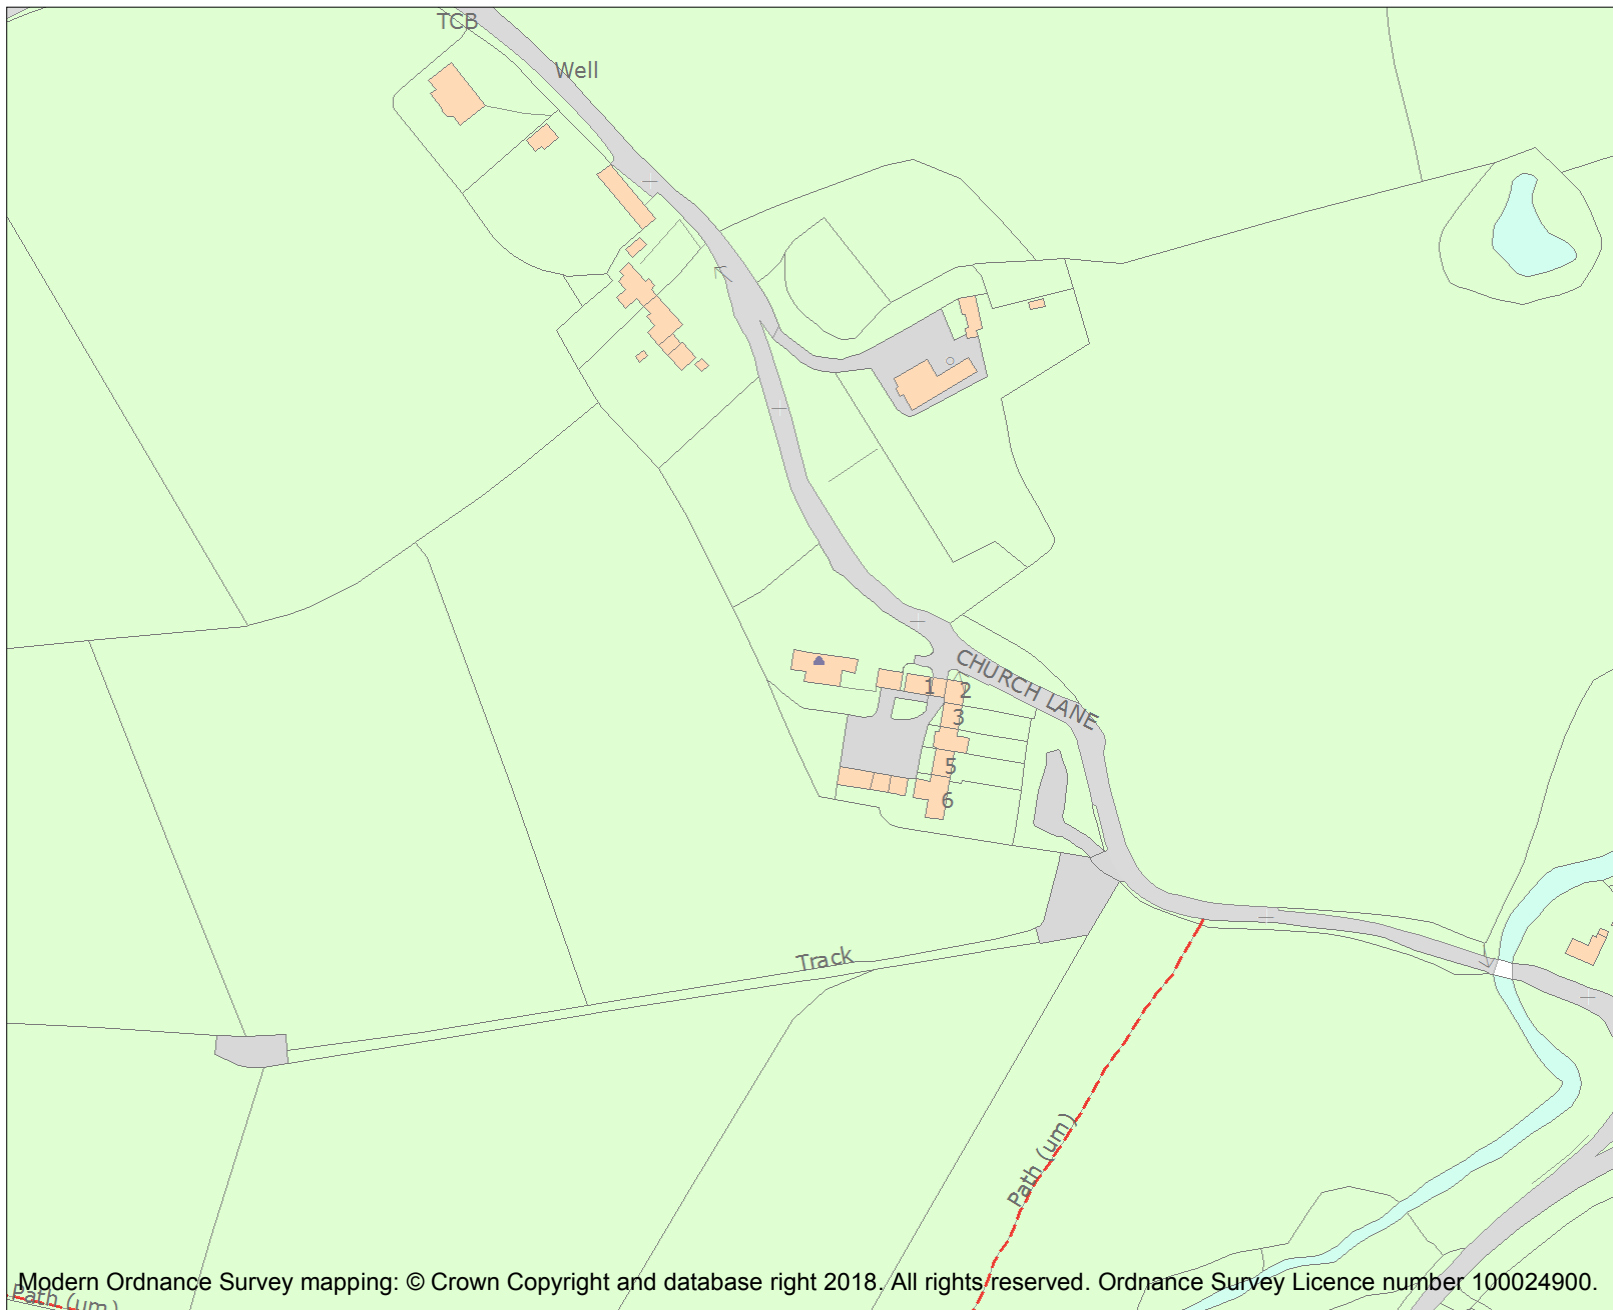 TCB
Well
CHURCH LANE
1
2
3
5
6
Track
Path (um)
Path (um)
Modern Ordnance Survey mapping: © Crown Copyright and database right 2018. All rights reserved. Ordnance Survey Licence number 100024900.